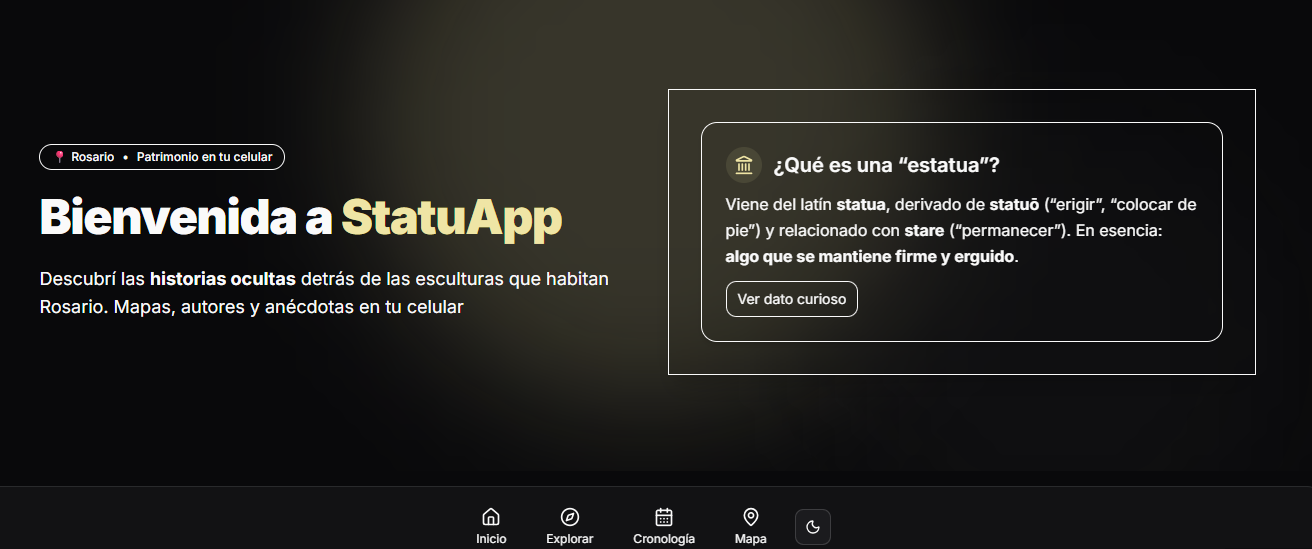 Rosario • Patrimonio en tu celular
Bienvenida a StatuApp
Descubrí las historias ocultas detrás de las esculturas que habitan
Rosario. Mapas, autores y anécdotas en tu celular
¿Qué es una “estatua”?
Viene del latín statua, derivado de statuō (“erigir”, “colocar de
pie”) y relacionado con stare (“permanecer”). En esencia:
algo que se mantiene firme y erguido.
Ver dato curioso
Inicio
Explorar
Cronología
Mapa